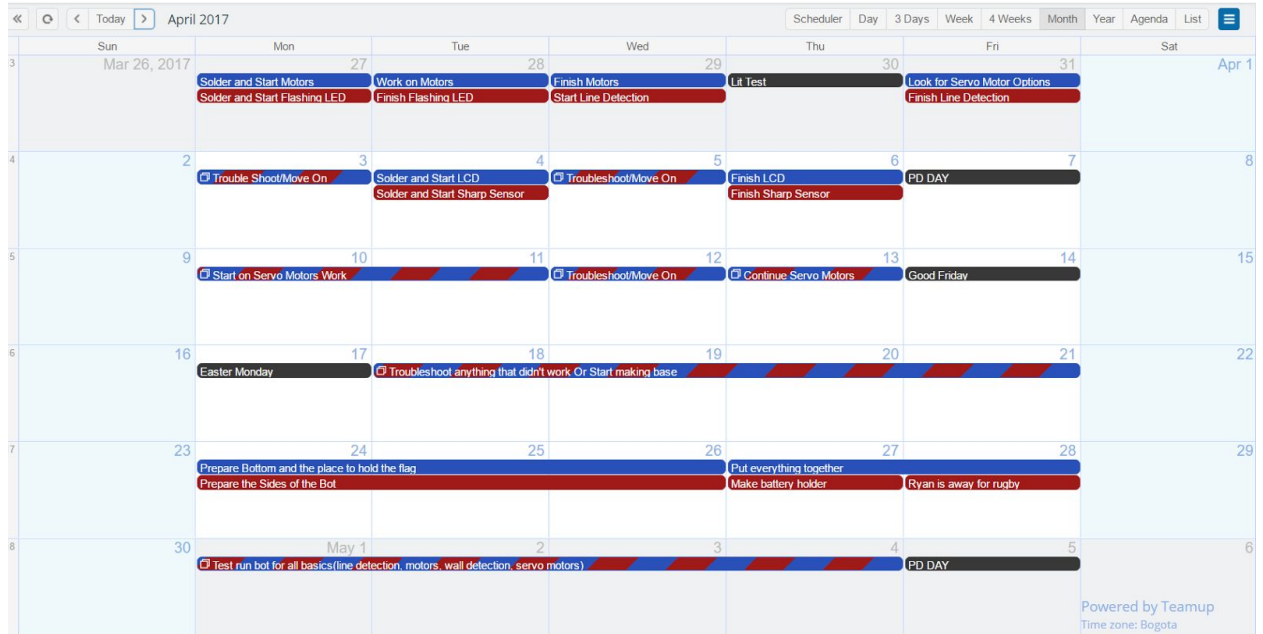 Today April 2017 Scheduler Day 3 Days Week 4 Weeks Month Year Agenda List
Sun Mon Tue Wed Thu Fri Sat
3 Mar 26, 2017 27 28 29 30 31 Apr 1
Solder and Start Motors Work on Motors Finish Motors Lit Test Look for Servo Motor Options
Solder and Start Flashing LED Finish Flashing LED Start Line Detection Finish Line Detection
4 2 3 4 5 6 7 8
Trouble Shoot/Move On Solder and Start LCD Troubleshoot/Move On Finish LCD PD DAY
Solder and Start Sharp Sensor Finish Sharp Sensor
5 9 10 11 12 13 14 15
Start on Servo Motors Work Troubleshoot/Move On Continue Servo Motors Good Friday
6 16 17 18 19 20 21 22
Easter Monday Troubleshoot anything that didn't work Or Start making base
7 23 24 25 26 27 28 29
Prepare Bottom and the place to hold the flag Put everything together
Prepare the Sides of the Bot Make battery holder Ryan is away for rugby
8 30 May 1 2 3 4 5 6
Test run bot for all basics(line detection, motors, wall detection, servo motors) PD DAY
Powered by Teamup
Time zone: Bogota